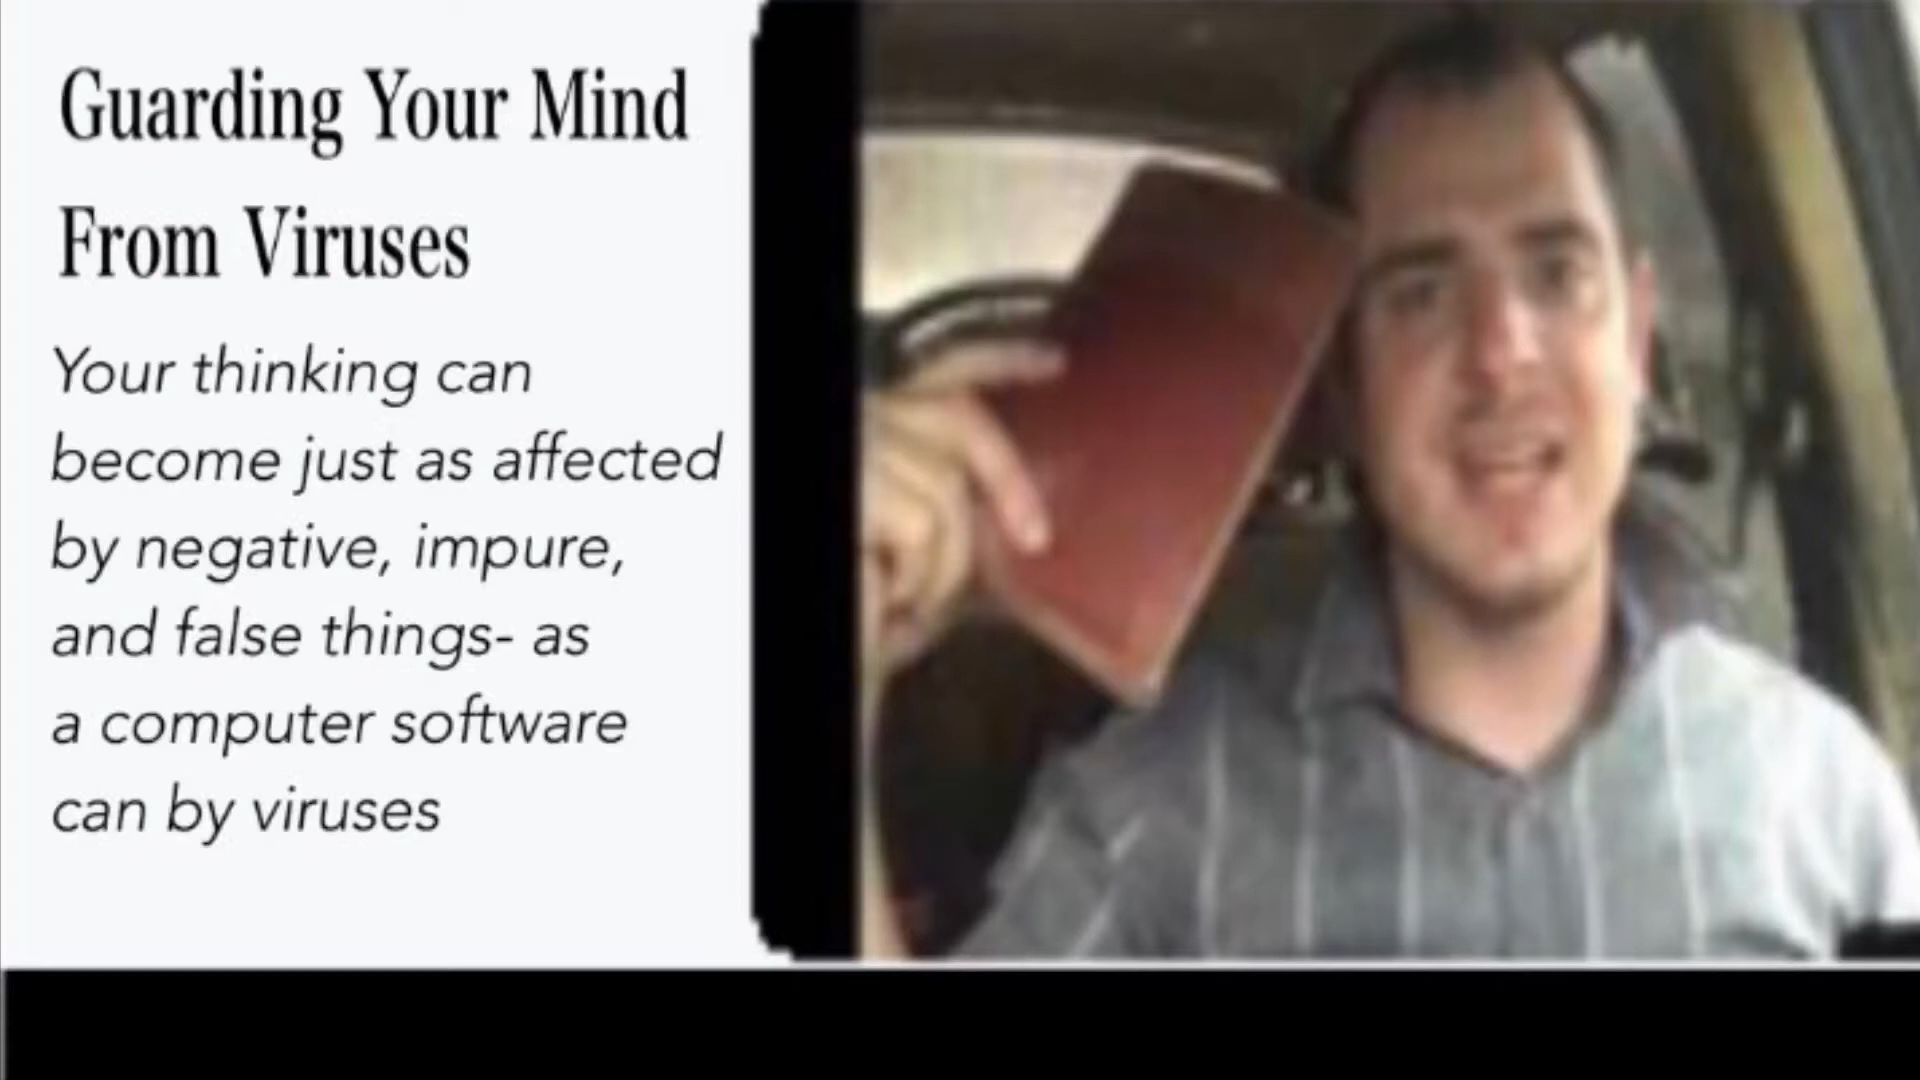 Guarding Your Mind
From Viruses
Your thinking can
become just as affected
by negative, impure,
and false things- as
a computer software
can by viruses